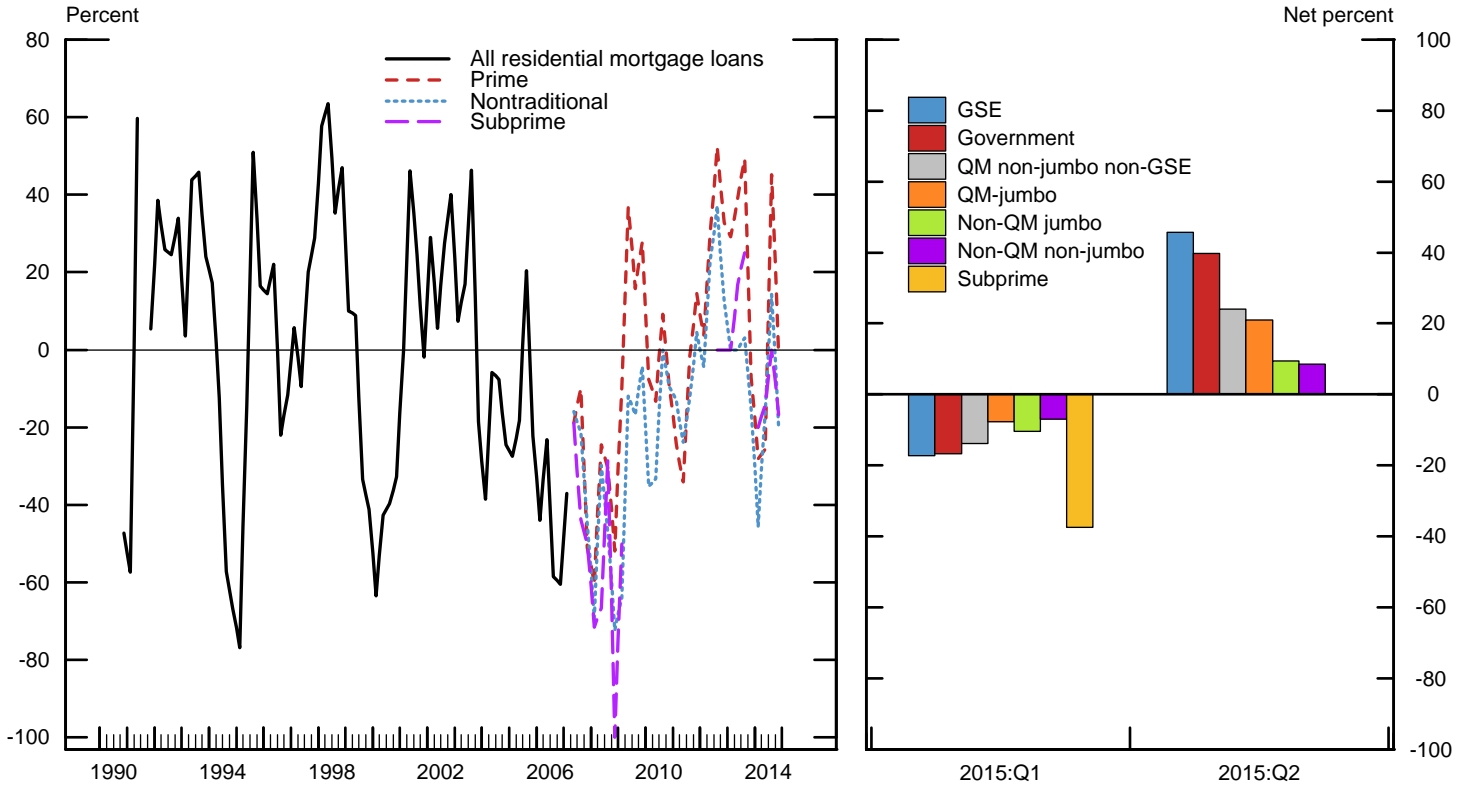 Percent
80
60
40
20
0
-20
-40
-60
-80
-100
All residential mortgage loans
Prime
Nontraditional
Subprime
1990 1994 1998 2002 2006 2010 2014
Net percent
100
80
60
40
20
0
-20
-40
-60
-80
-100
GSE
Government
QM non-jumbo non-GSE
QM-jumbo
Non-QM jumbo
Non-QM non-jumbo
Subprime
2015:Q1 2015:Q2